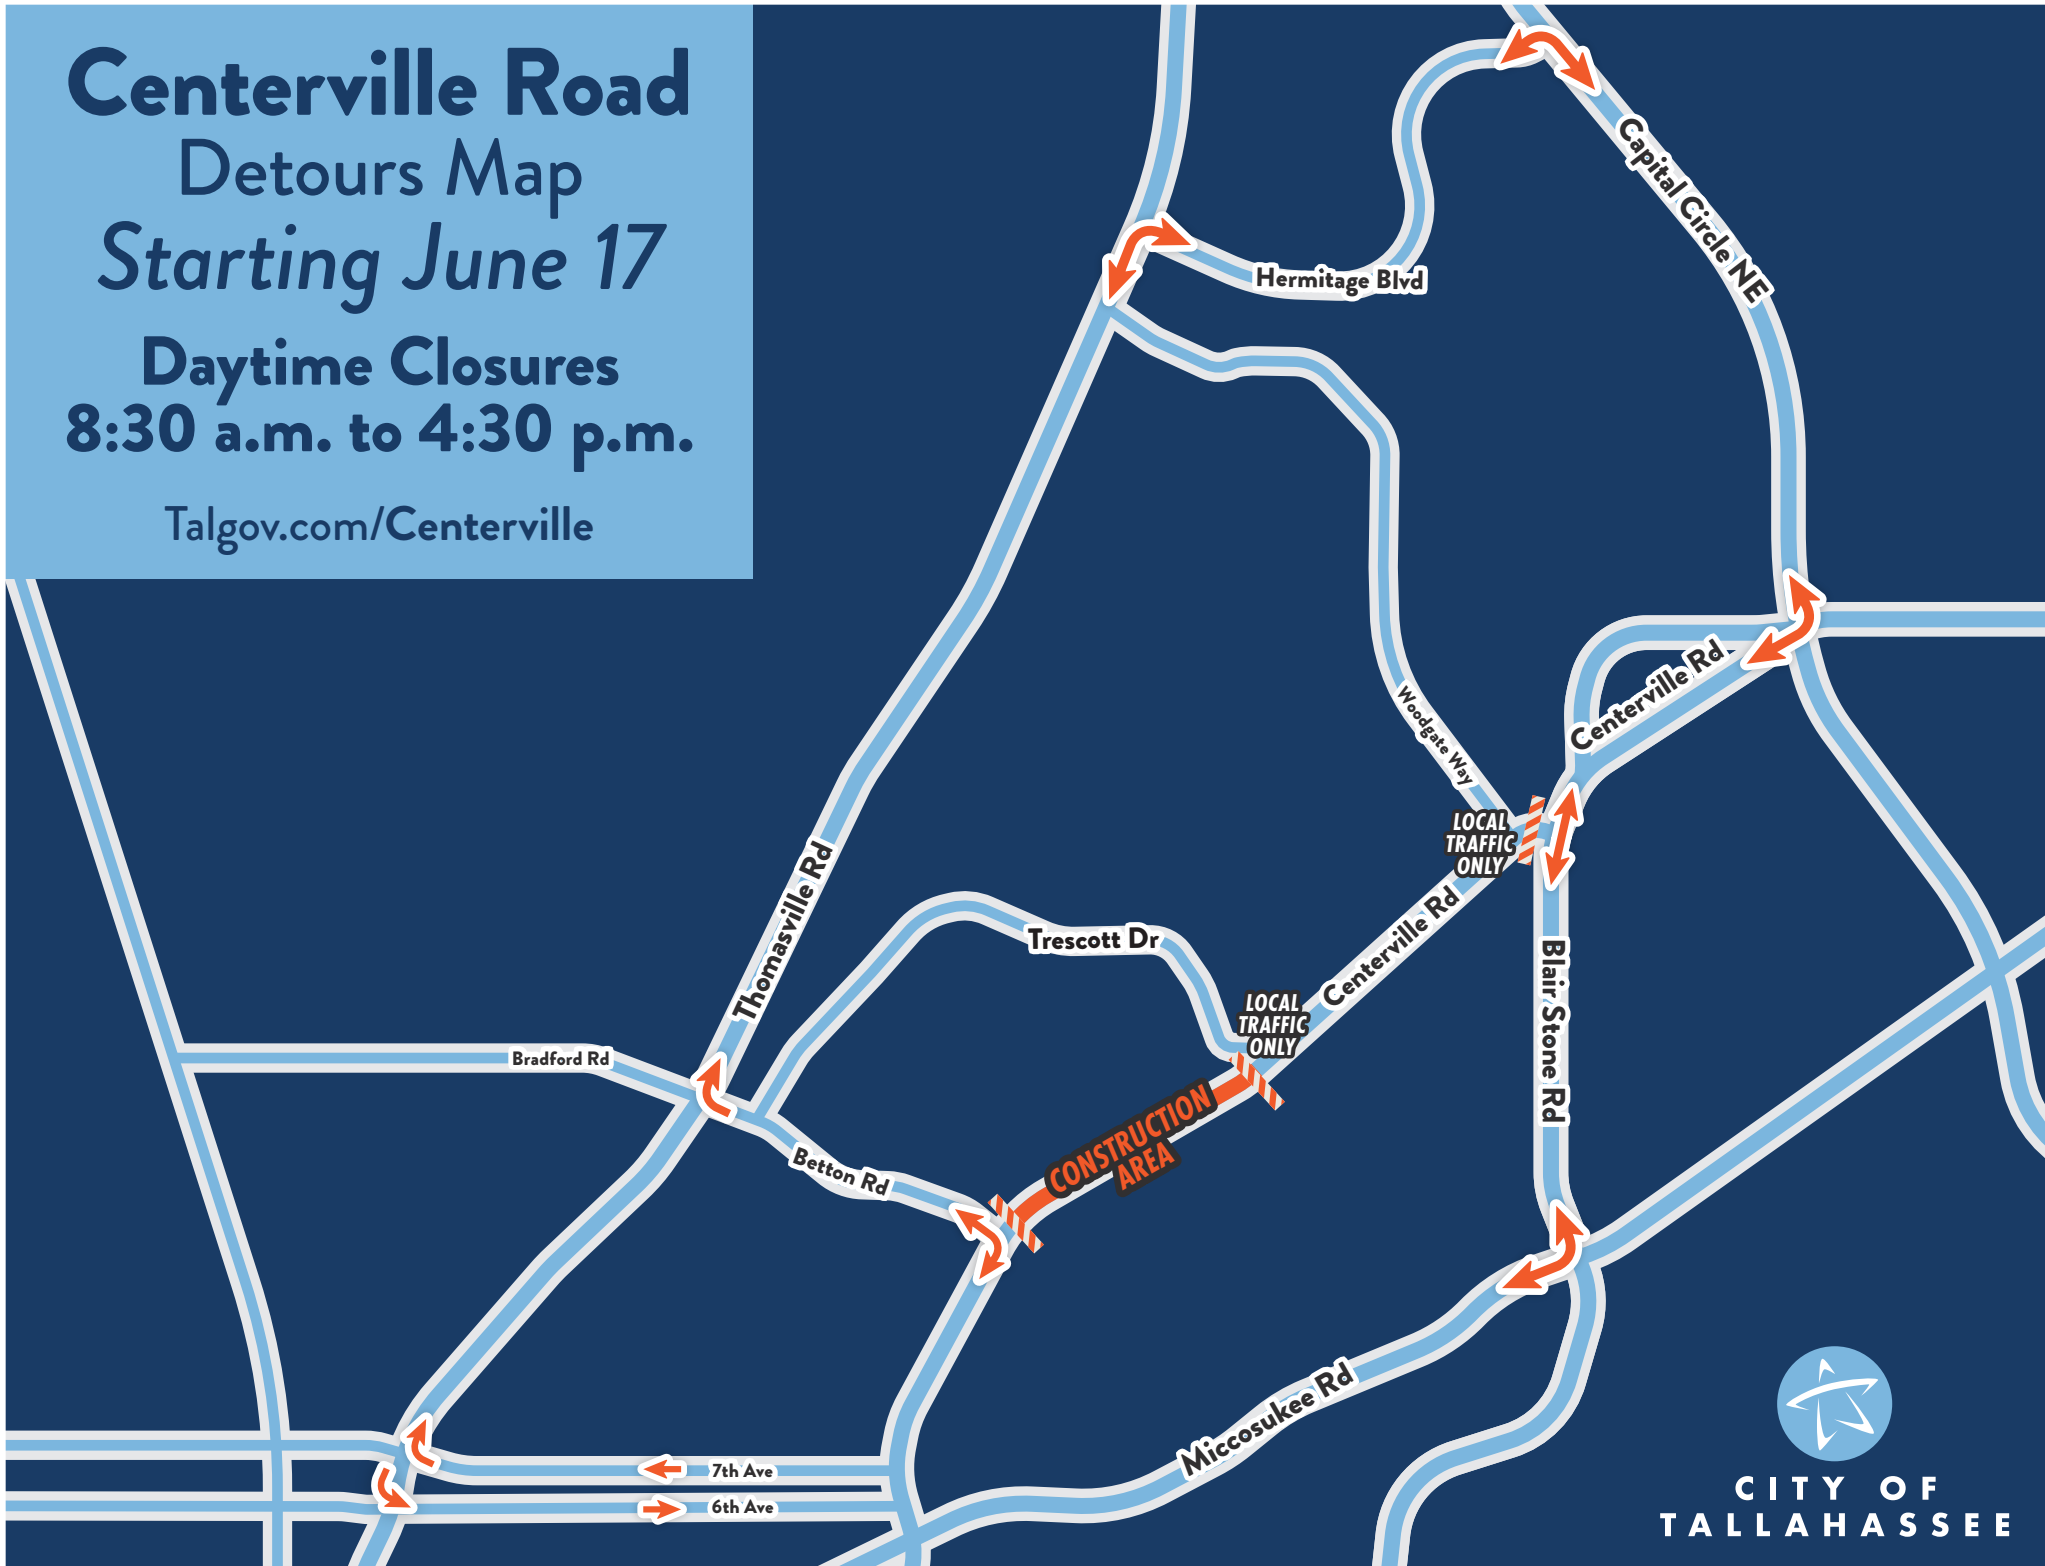 Centerville Road
Detours Map
Starting June 17
Daytime Closures
8:30 a.m. to 4:30 p.m.
Talgov.com/Centerville
Capital Circle NE
Hermitage Blvd
Centerville Rd
Woodgate Way
LOCAL
TRAFFIC
ONLY
Thomasville Rd
Trescott Dr
Centerville Rd
Blair Stone Rd
LOCAL
TRAFFIC
ONLY
Bradford Rd
CONSTRUCTION
AREA
Betton Rd
Miccosukee Rd
7th Ave
6th Ave
CITY OF
TALLAHASSEE